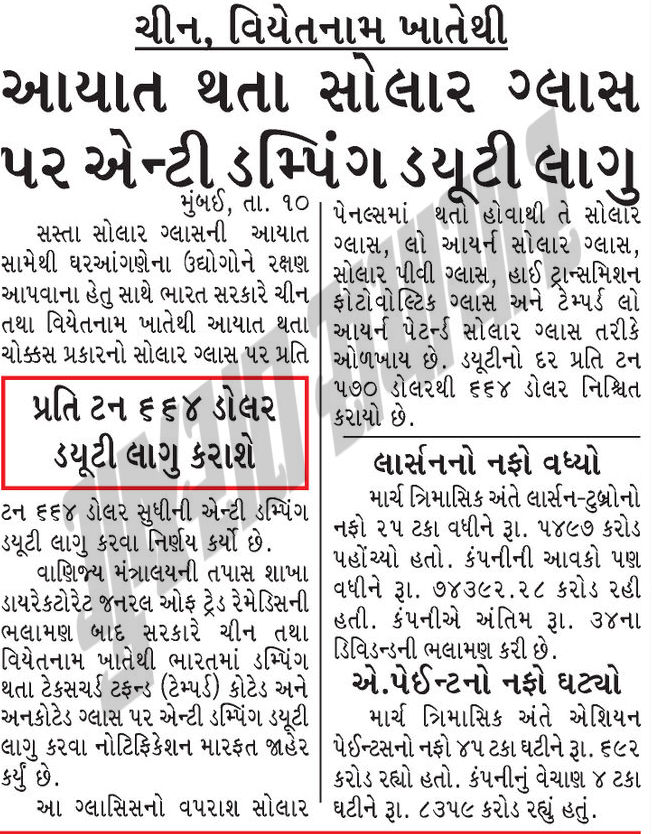 ચીન, વિયેતનામ ખાતેથી
આયાત થતા સોલાર ગ્લાસ
પર એન્ટી ડમ્પિંગ ડયૂટી લાગુ
મુંબઈ, તા. ૧૦
સસ્તા સોલાર ગ્લાસની આયાત
સામેથી ઘરઆંગણેના ઉદ્યોગોને રક્ષણ
આપવાના હેતુ સાથે ભારત સરકારે ચીન
તથા વિયેતનામ ખાતેથી આયાત થતા
ચોક્કસ પ્રકારનો સોલાર ગ્લાસ પર પ્રતિ
પ્રતિ ટન ૬૬૪ ડોલર
ડયૂટી લાગુ કરાશે
ટન ૬૬૪ ડોલર સુધીની એન્ટી ડમ્પિંગ
ડયૂટી લાગુ કરવા નિર્ણય કર્યો છે.
વાણિજ્ય મંત્રાલયની તપાસ શાખા
ડાયરેકટોરેટ જનરલ ઓફ ટ્રેડ રેમેડિસની
ભલામણ બાદ સરકારે ચીન તથા
વિયેતનામ ખાતેથી ભારતમાં ડમ્પિંગ
થતા ટેકસચર્ડ ટફન્ડ (ટેમ્પર્ડ) કોટેડ અને
અનકોટેડ ગ્લાસ પર એન્ટી ડમ્પિંગ ડયૂટી
લાગુ કરવા નોટિફિકેશન મારફત જાહેર
કર્યું છે.
આ ગ્લાસિસનો વપરાશ સોલાર
પેનલ્સમાં થતો હોવાથી તે સોલાર
ગ્લાસ, લો આયર્ન સોલાર ગ્લાસ,
સોલાર પીવી ગ્લાસ, હાઈ ટ્રાન્સમિશન
ફોટોવોલ્ટિક ગ્લાસ અને ટેમ્પર્ડ લો
આયર્ન પેટર્ન્ડ સોલાર ગ્લાસ તરીકે
ઓળખાય છે. ડયૂટીનો દર પ્રતિ ટન
૫૭૦ ડોલરથી ૬૬૪ ડોલર નિશ્ચિત
કરાયો છે.
લાર્સનનો નફો વધ્યો
માર્ચ ત્રિમાસિક અંતે લાર્સન-ટુબ્રોનો
નફો ૨૫ ટકા વધીને રૂા. ૫૪૯૭ કરોડ
પહોંચ્યો હતો. કંપનીની આવકો પણ
વધીને રૂા. ૭૪૩૯૨.૨૮ કરોડ રહી
હતી. કંપનીએ અંતિમ રૂા. ૩૪ના
ડિવિડન્ડની ભલામણ કરી છે.
એ.પેઈન્ટનો નફો ઘટ્યો
માર્ચ ત્રિમાસિક અંતે એશિયન
પેઈન્ટસનો નફો ૪૫ ટકા ઘટીને રૂા. ૬૯૨
કરોડ રહ્યો હતો. કંપનીનું વેચાણ ૪ ટકા
ઘટીને રૂા. ૮૩૫૯ કરોડ રહ્યું હતું.